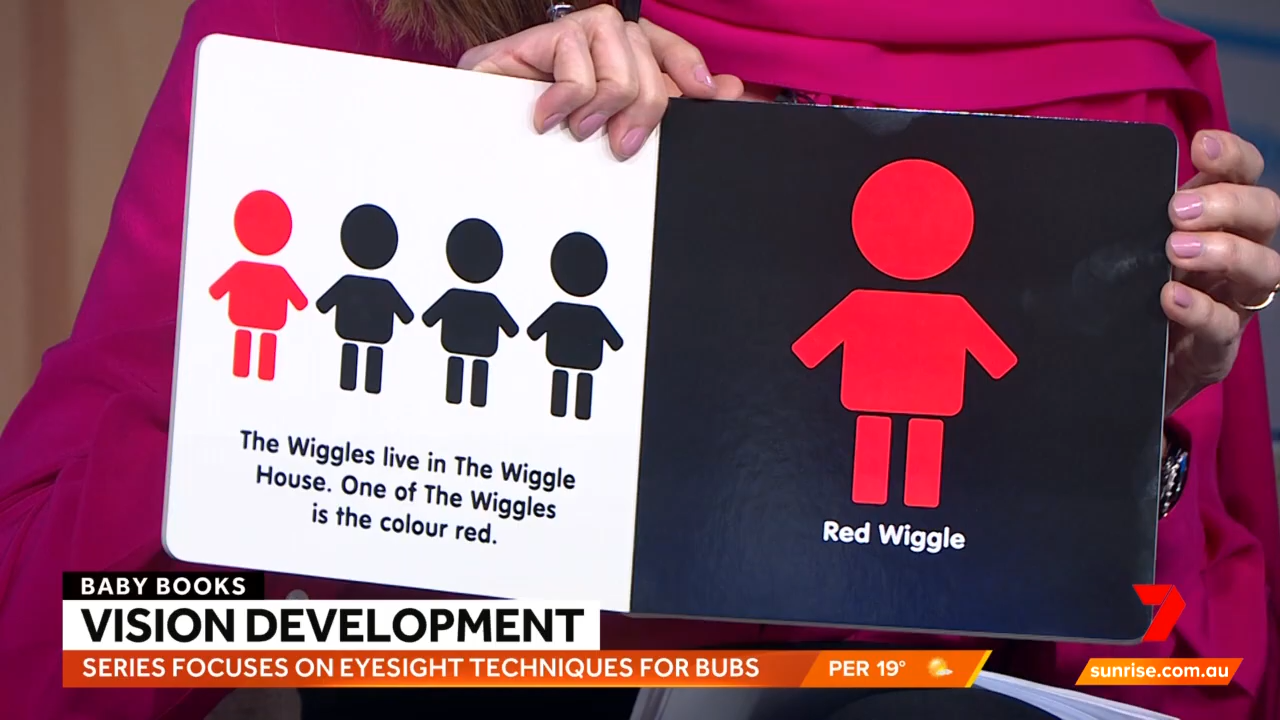 The Wiggles live in The Wiggle
House. One of The Wiggles
is the colour red.
Red Wiggle
BABY BOOKS
VISION DEVELOPMENT
SERIES FOCUSES ON EYESIGHT TECHNIQUES FOR BUBS
PER 19°
7
sunrise.com.au